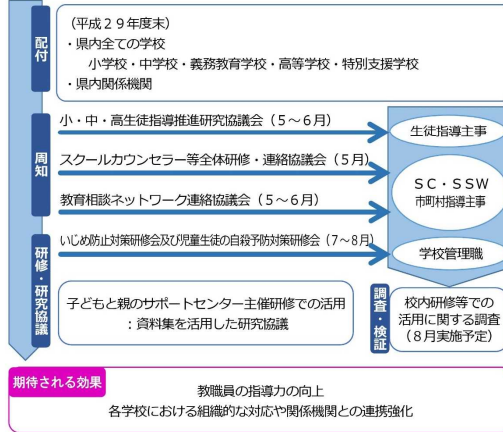 配付
（平成２９年度末）
・県内全ての学校
小学校・中学校・義務教育学校・高等学校・特別支援学校
・県内関係機関
周知
小・中・高生徒指導推進研究協議会（５～６月）
スクールカウンセラー等全体研修・連絡協議会（５月）
教育相談ネットワーク連絡協議会（５～６月）
生徒指導主事
ＳＣ・ＳＳＷ
市町村指導主事
研修・研究協議
いじめ防止対策研修会及び児童生徒の自殺予防対策研修会（７～８月）
学校管理職
子どもと親のサポートセンター主催研修での活用
：資料集を活用した研究協議
調査・検証
校内研修等での
活用に関する調査
（８月実施予定）
期待される効果
教職員の指導力の向上
各学校における組織的な対応や関係機関との連携強化